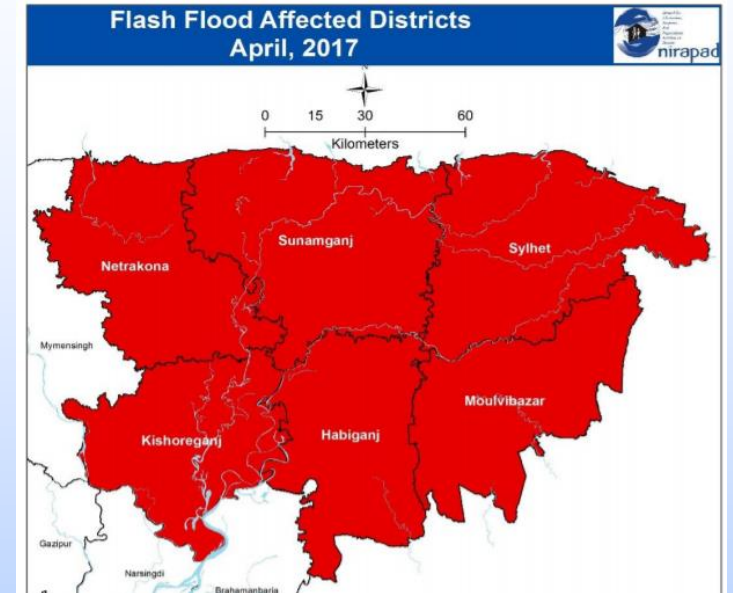 Flash Flood Affected Districts
April, 2017
nirapad
0 15 30 60
Kilometers
Sunamganj
Sylhet
Netrakona
Mymensingh
Moulvibazar
Kishoreganj
Habiganj
Gazipur
Narsingdi
Brahamanbaria